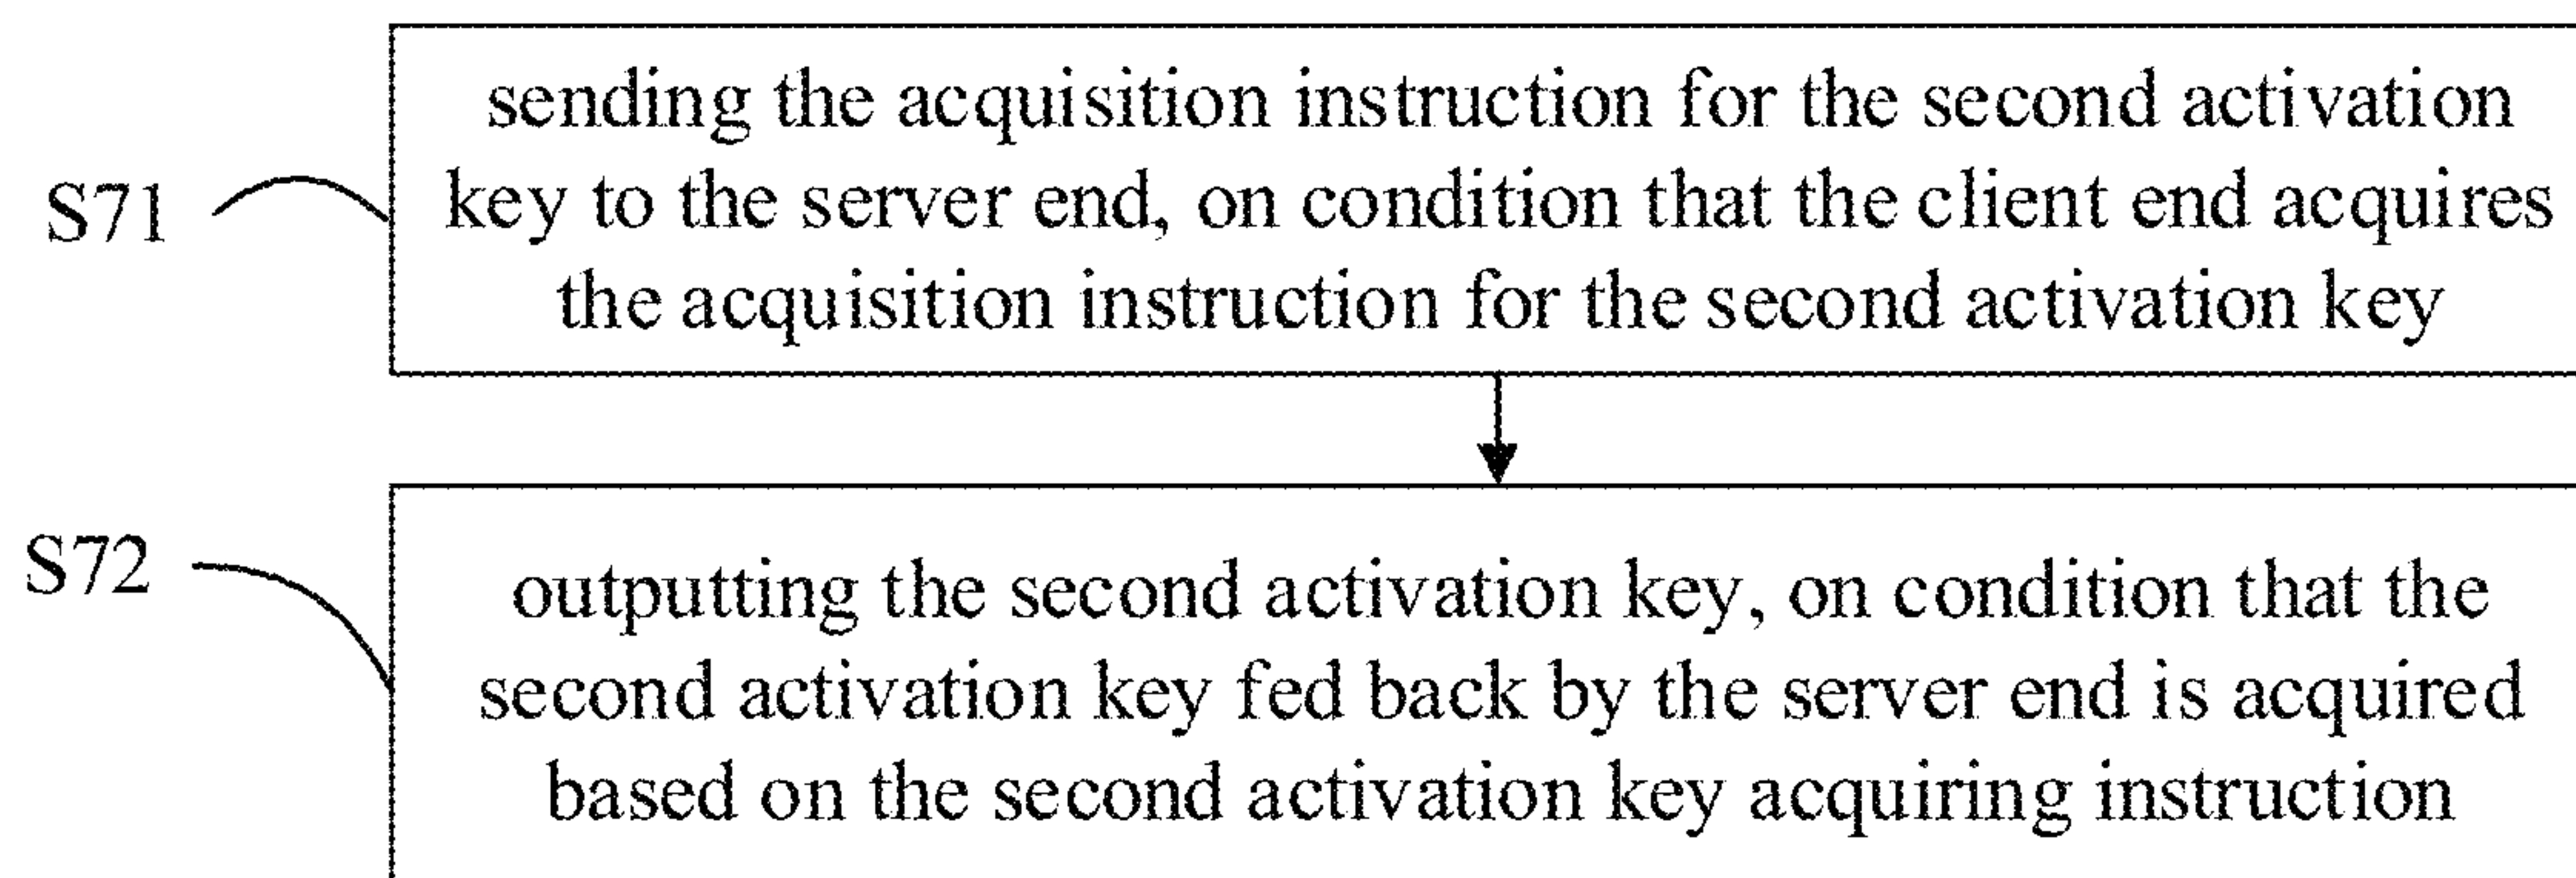 sending the acquisition instruction for the second activation
S71
key to the server end, on condition that the client end acquires
the acquisition instruction for the second activation key
S72
outputting the second activation key, on condition that the
second activation key fed back by the server end is acquired
based on the second activation key acquiring instruction